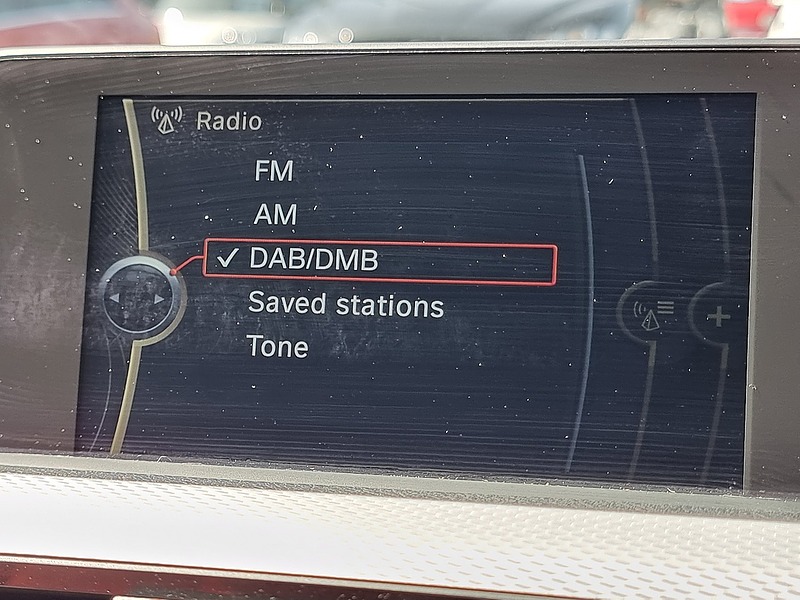 Radio
FM
AM
✓ DAB/DMB
Saved stations
Tone